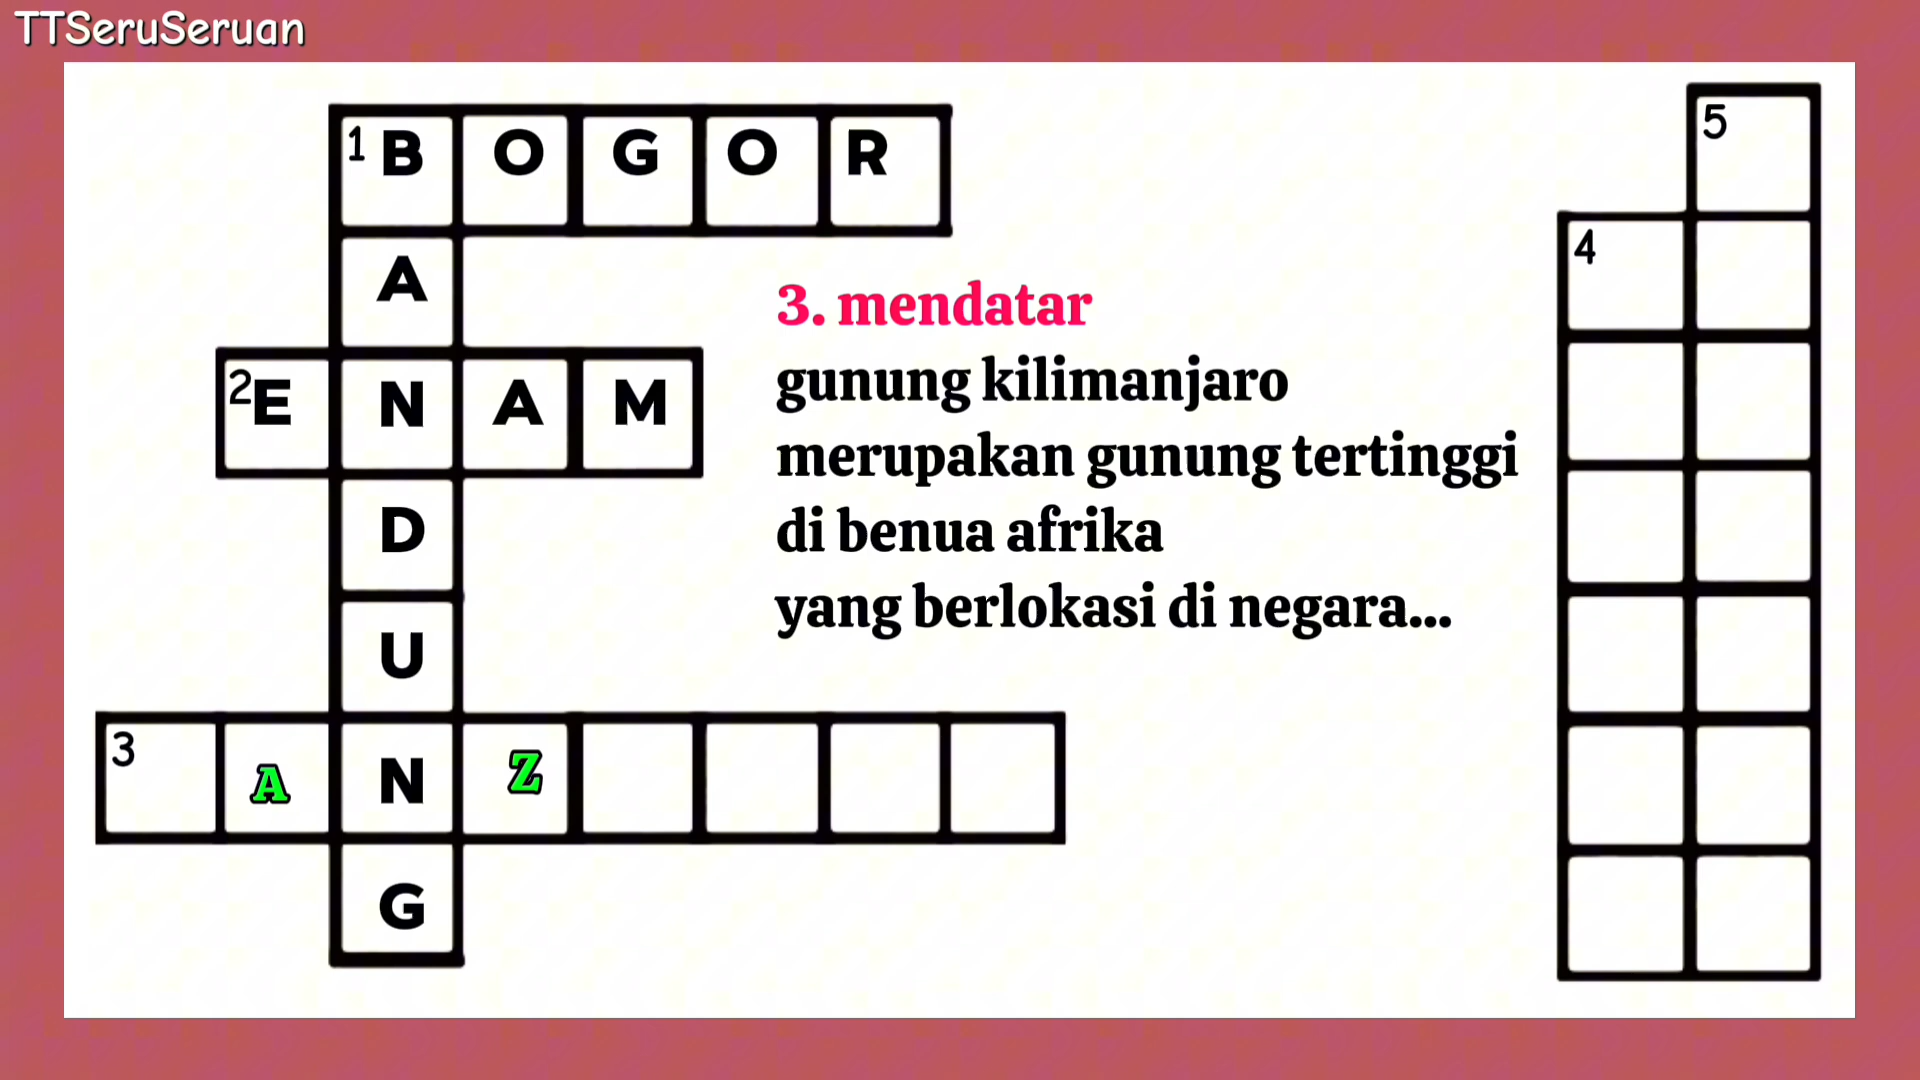 TTSeruSeruan
5
1 B O G O R
4
A
3. mendatar
gunung kilimanjaro
2 E N A M
merupakan gunung tertinggi
D
di benua afrika
yang berlokasi di negara...
U
3 A N Z
G